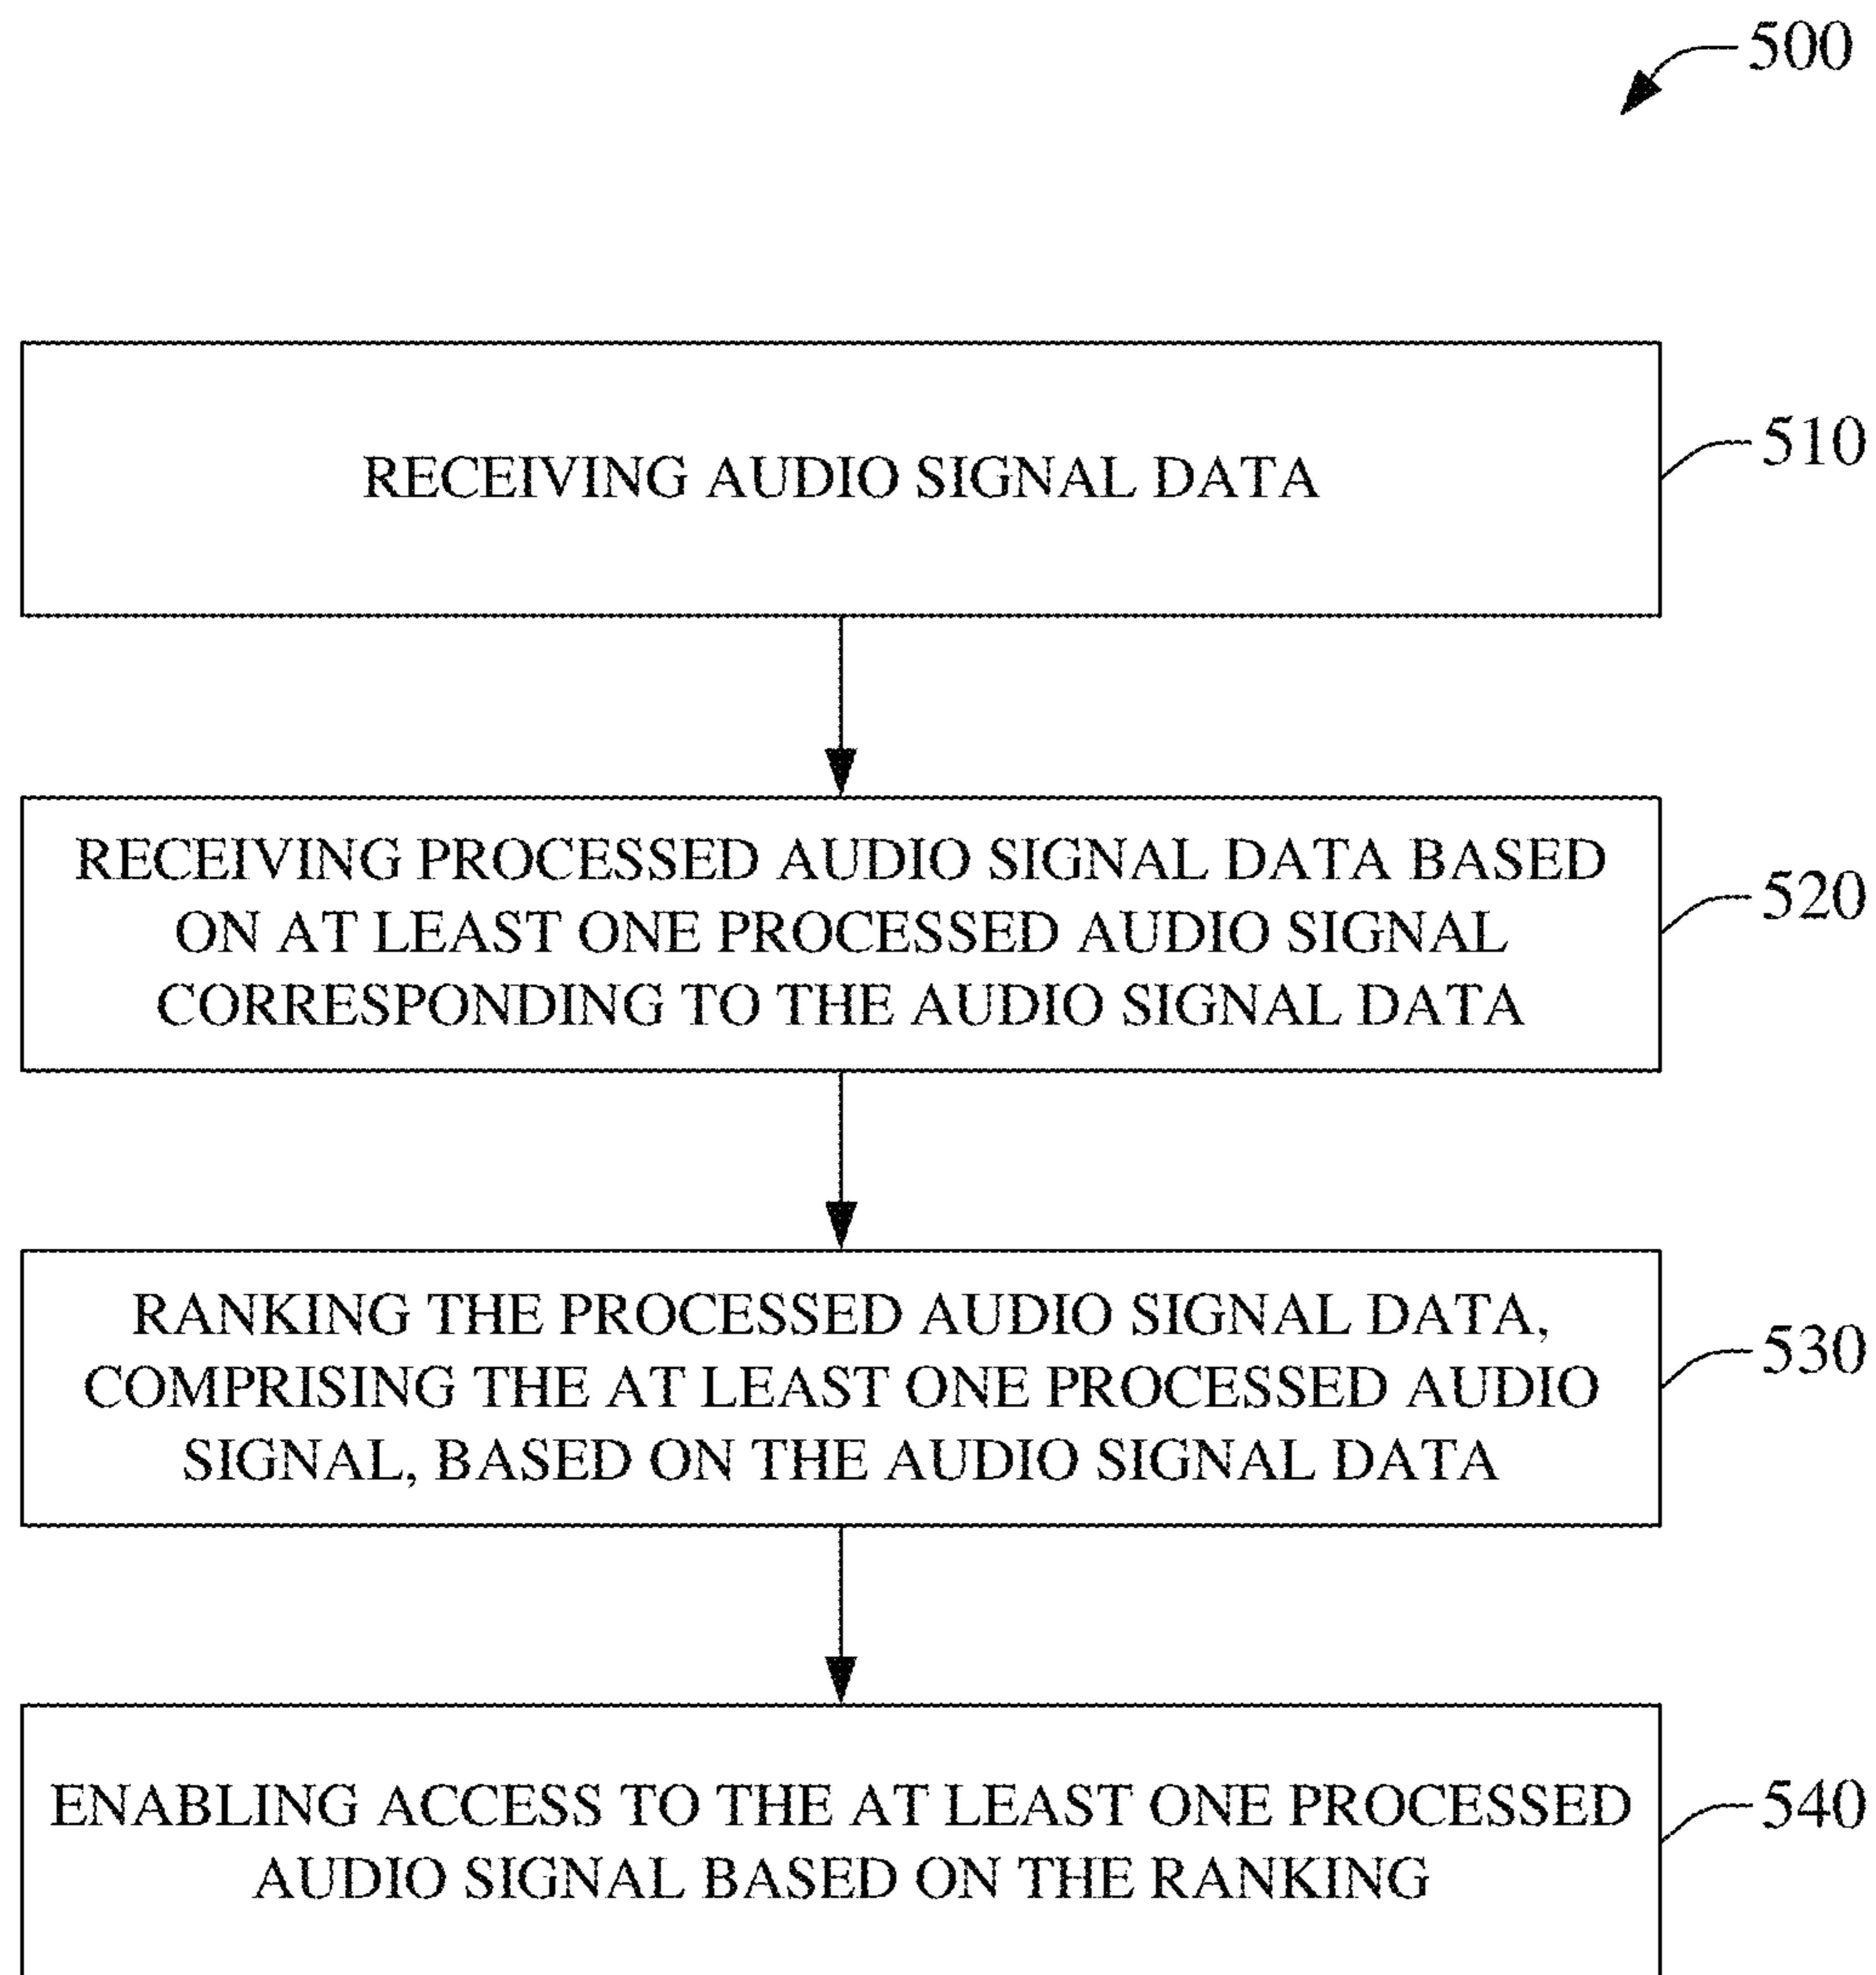 500
RECEIVING AUDIO SIGNAL DATA
510
RECEIVING PROCESSED AUDIO SIGNAL DATA BASED
ON AT LEAST ONE PROCESSED AUDIO SIGNAL
CORRESPONDING TO THE AUDIO SIGNAL DATA
520
RANKING THE PROCESSED AUDIO SIGNAL DATA,
COMPRISING THE AT LEAST ONE PROCESSED AUDIO
SIGNAL, BASED ON THE AUDIO SIGNAL DATA
530
ENABLING ACCESS TO THE AT LEAST ONE PROCESSED
AUDIO SIGNAL BASED ON THE RANKING
540